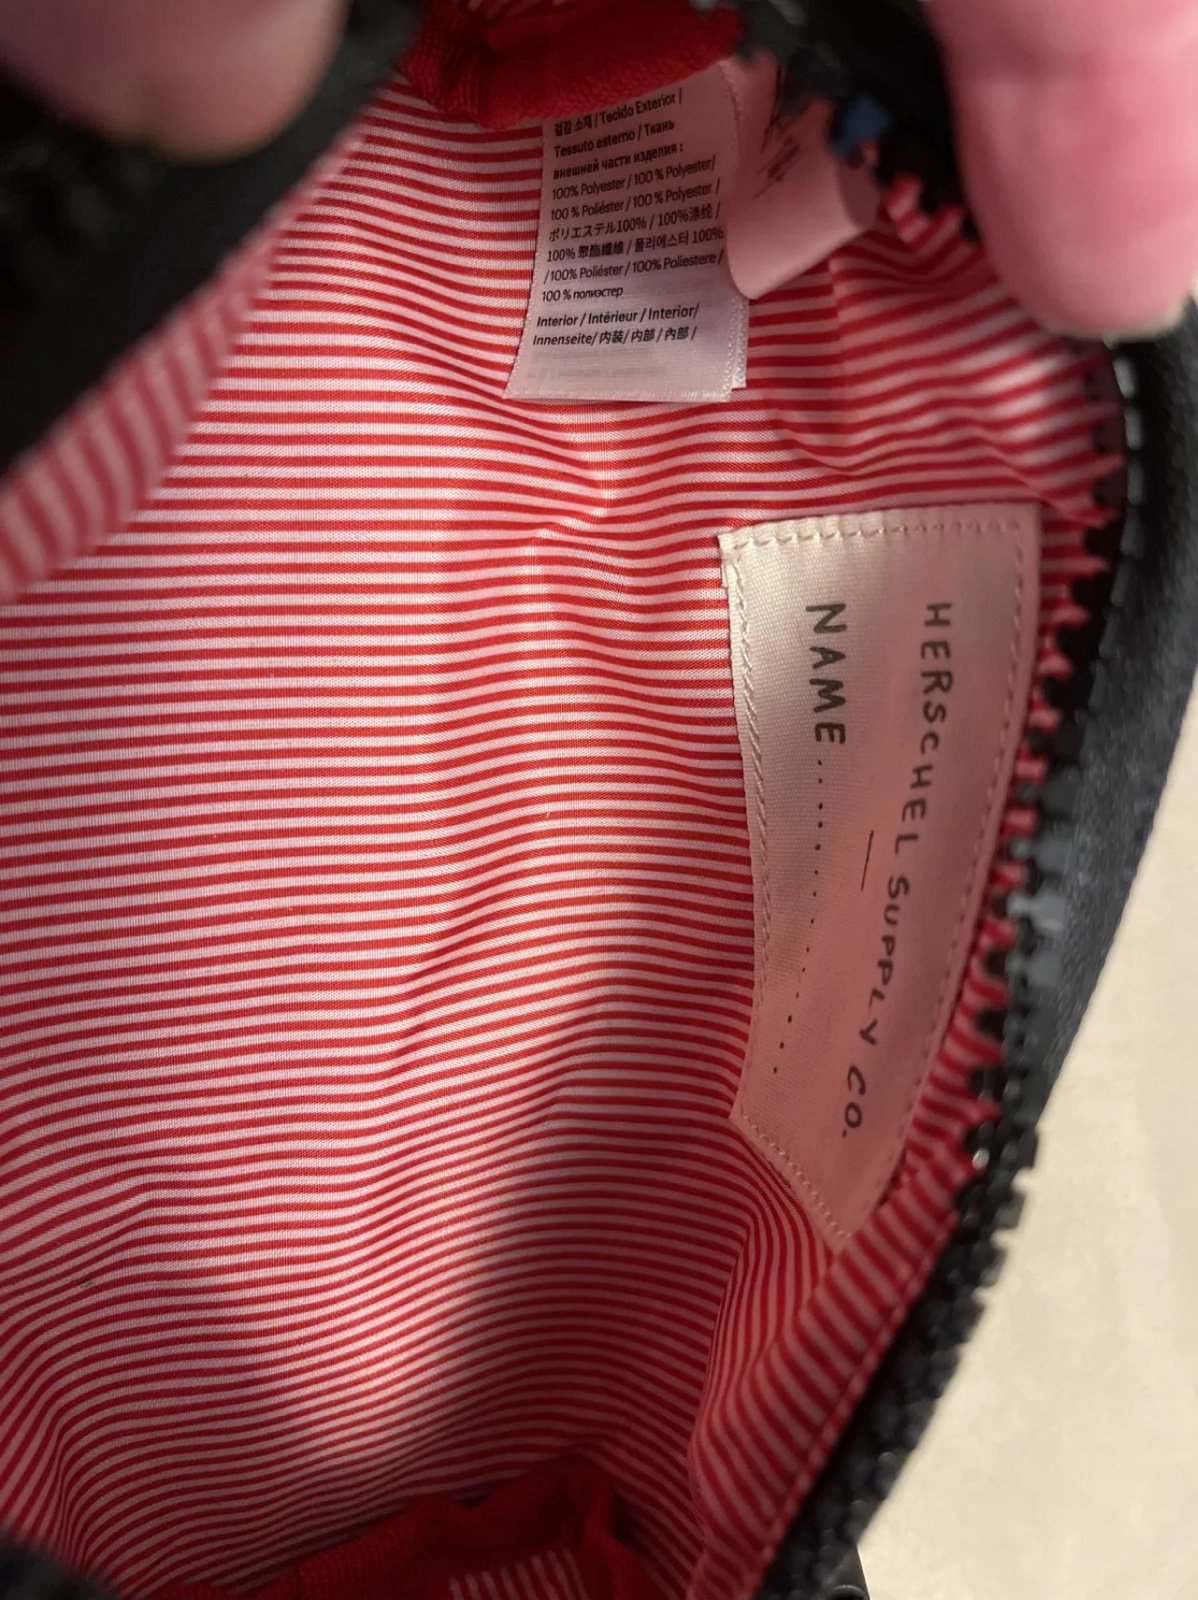 겉감 소재 / Tecido Exterior |
Tessuto esterno / Ткань
внешней части изделия :
100% Polyester / 100 % Polyester/
100 % Poliéster / 100 % Polyester /
ポリエステル100% / 100%涤纶 /
100% 聚酯纖維 / 폴리에스터 100%
/100% Poliéster / 100% Poliestere /
100 % полиэстер
Interior / Intérieur / Interior/
Innenseite/ 内装/ 内部 / 內部 /
HERSCHEL SUPPLY CO.
NAME..........